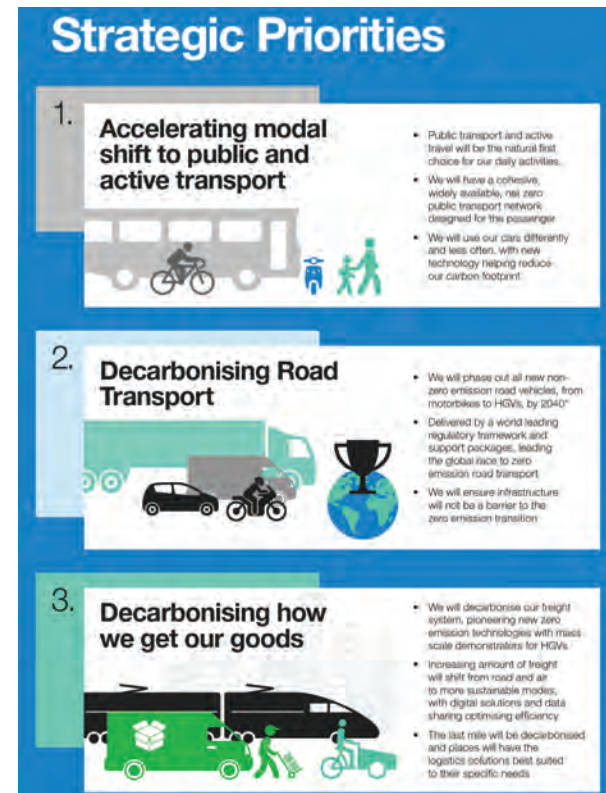 Strategic Priorities
1.
Accelerating modal
shift to public and
active transport
• Public transport and active
travel will be the natural first
choice for our daily activities.
• We will have a cohesive,
widely available, net zero
public transport network
designed for the passenger
• We will use our cars differently
and less often, with new
technology helping reduce
our carbon footprint
2.
Decarbonising Road
Transport
• We will phase out all new non-
zero emission road vehicles, from
motorbikes to HGVs, by 2040*
• Delivered by a world leading
regulatory framework and
support packages, leading
the global race to zero
emission road transport
• We will ensure infrastructure
will not be a barrier to the
zero emission transition
3.
Decarbonising how
we get our goods
• We will decarbonise our freight
system, pioneering new zero
emission technologies with mass
scale demonstrators for HGVs
• Increasing amount of freight
will shift from road and air
to more sustainable modes,
with digital solutions and data
sharing optimising efficiency
• The last mile will be decarbonised
and places will have the
logistics solutions best suited
to their specific needs